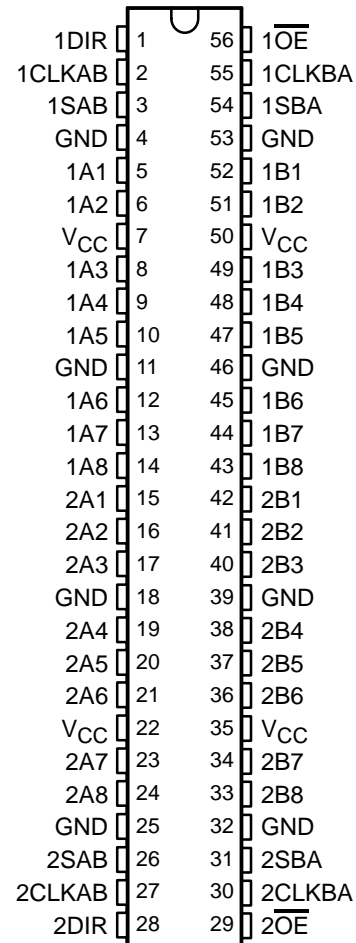 1DIR 1 56 1O̅E̅
1CLKAB 2 55 1CLKBA
1SAB 3 54 1SBA
GND 4 53 GND
1A1 5 52 1B1
1A2 6 51 1B2
VCC 7 50 VCC
1A3 8 49 1B3
1A4 9 48 1B4
1A5 10 47 1B5
GND 11 46 GND
1A6 12 45 1B6
1A7 13 44 1B7
1A8 14 43 1B8
2A1 15 42 2B1
2A2 16 41 2B2
2A3 17 40 2B3
GND 18 39 GND
2A4 19 38 2B4
2A5 20 37 2B5
2A6 21 36 2B6
VCC 22 35 VCC
2A7 23 34 2B7
2A8 24 33 2B8
GND 25 32 GND
2SAB 26 31 2SBA
2CLKAB 27 30 2CLKBA
2DIR 28 29 2O̅E̅